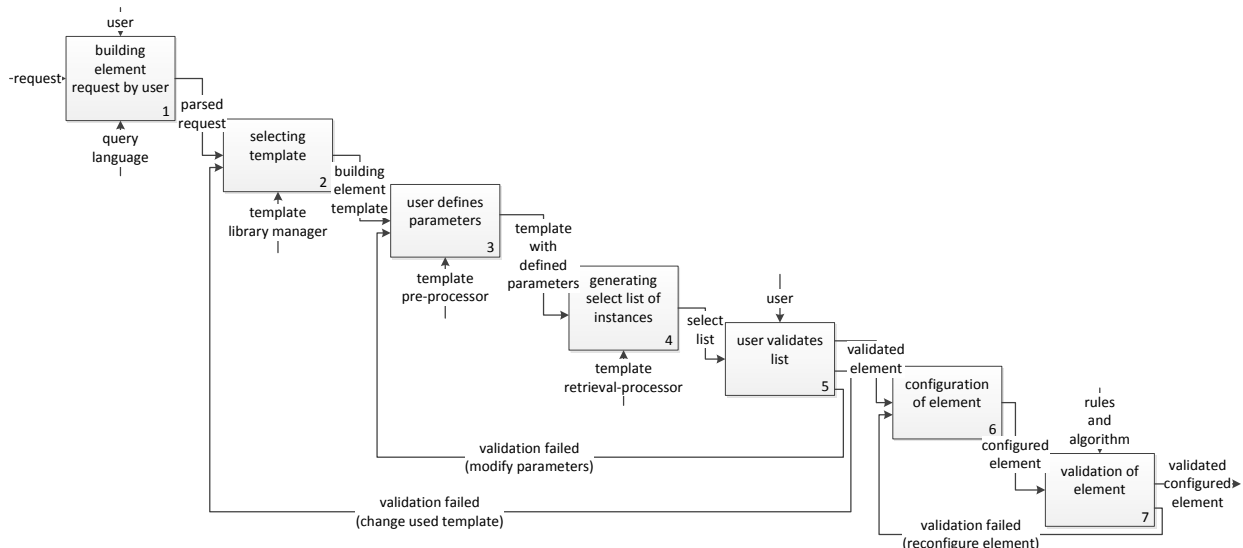 user
building
element
request by user
1
request
query
language
parsed
request
selecting
template
2
template
library manager
building
element
template
user defines
parameters
3
template
pre-processor
template
with
defined
parameters
generating
select list of
instances
4
template
retrieval-processor
select
list
user
user validates
list
5
validated
element
configuration
of element
6
configured
element
rules
and
algorithm
validation of
element
7
validated
configured
element
validation failed
(modify parameters)
validation failed
(change used template)
validation failed
(reconfigure element)